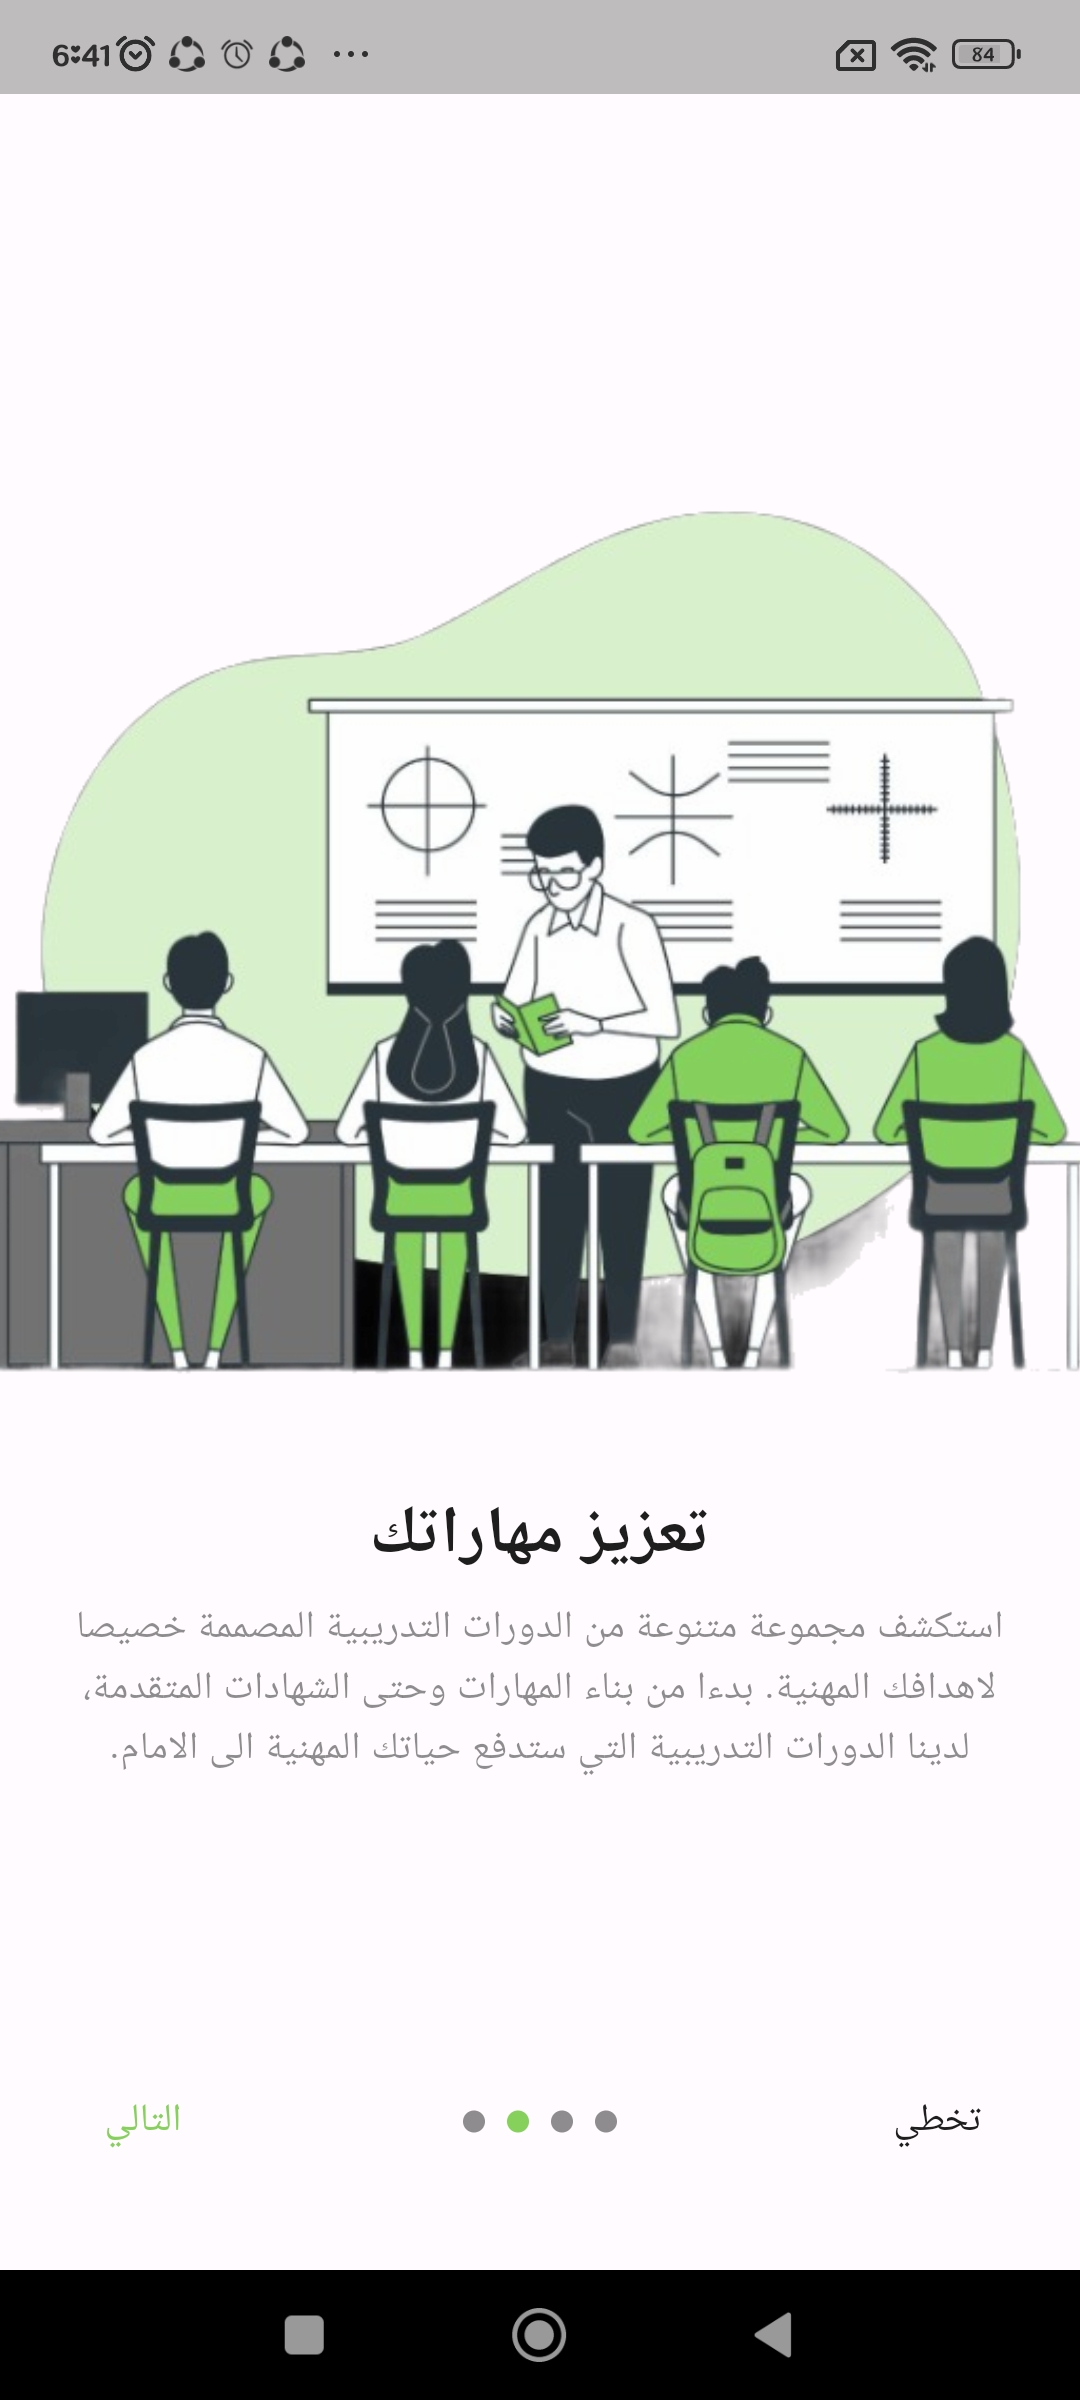 6:41
84
تعزيز مهاراتك
استكشف مجموعة متنوعة من الدورات التدريبية المصممة خصيصا
لاهدافك المهنية. بدءا من بناء المهارات وحتى الشهادات المتقدمة،
لدينا الدورات التدريبية التي ستدفع حياتك المهنية الى الامام.
تخطي
التالي